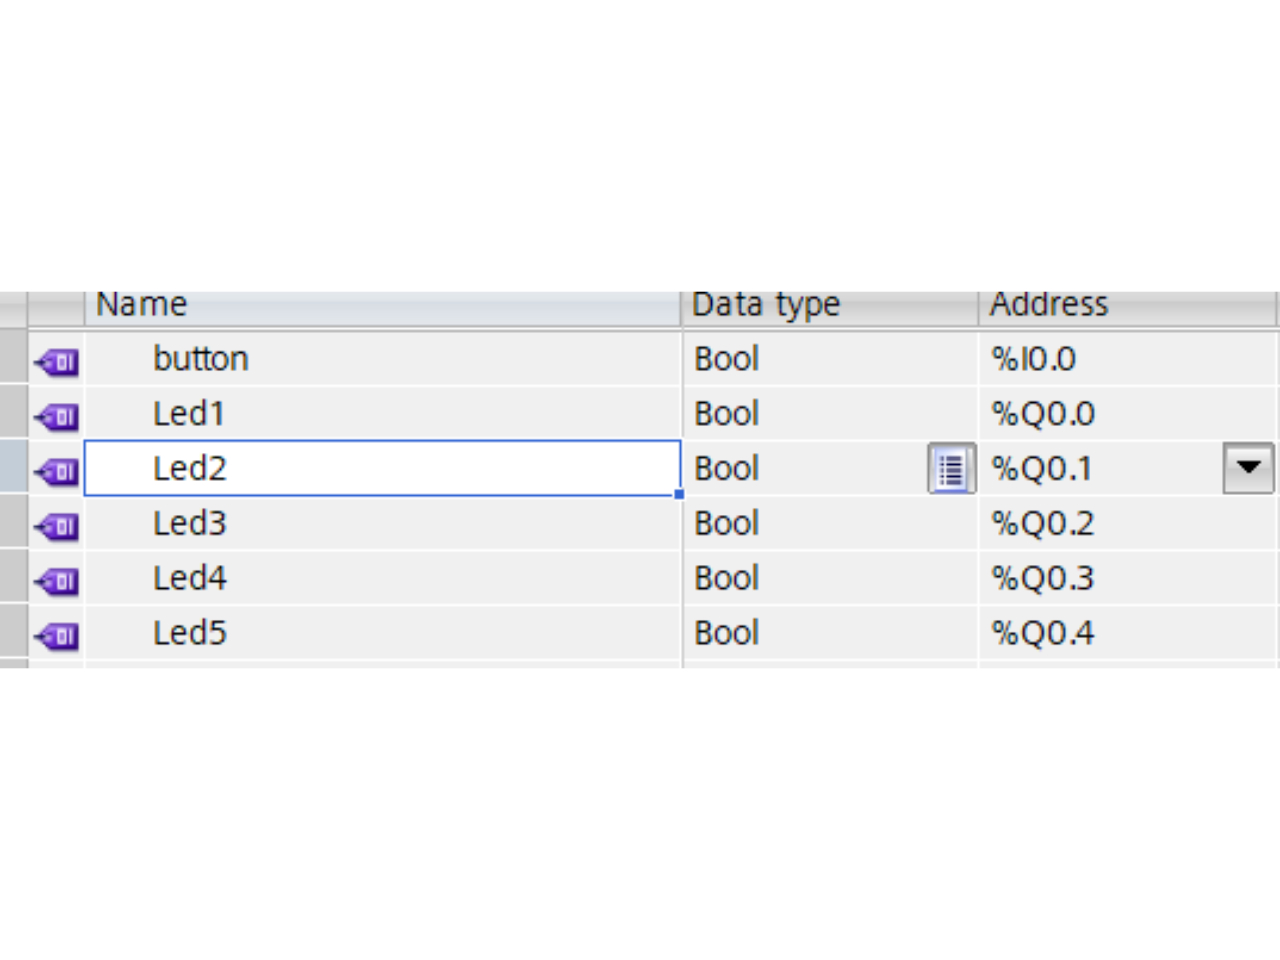 Name Data type Address
button Bool %I0.0
Led1 Bool %Q0.0
Led2 Bool %Q0.1
Led3 Bool %Q0.2
Led4 Bool %Q0.3
Led5 Bool %Q0.4